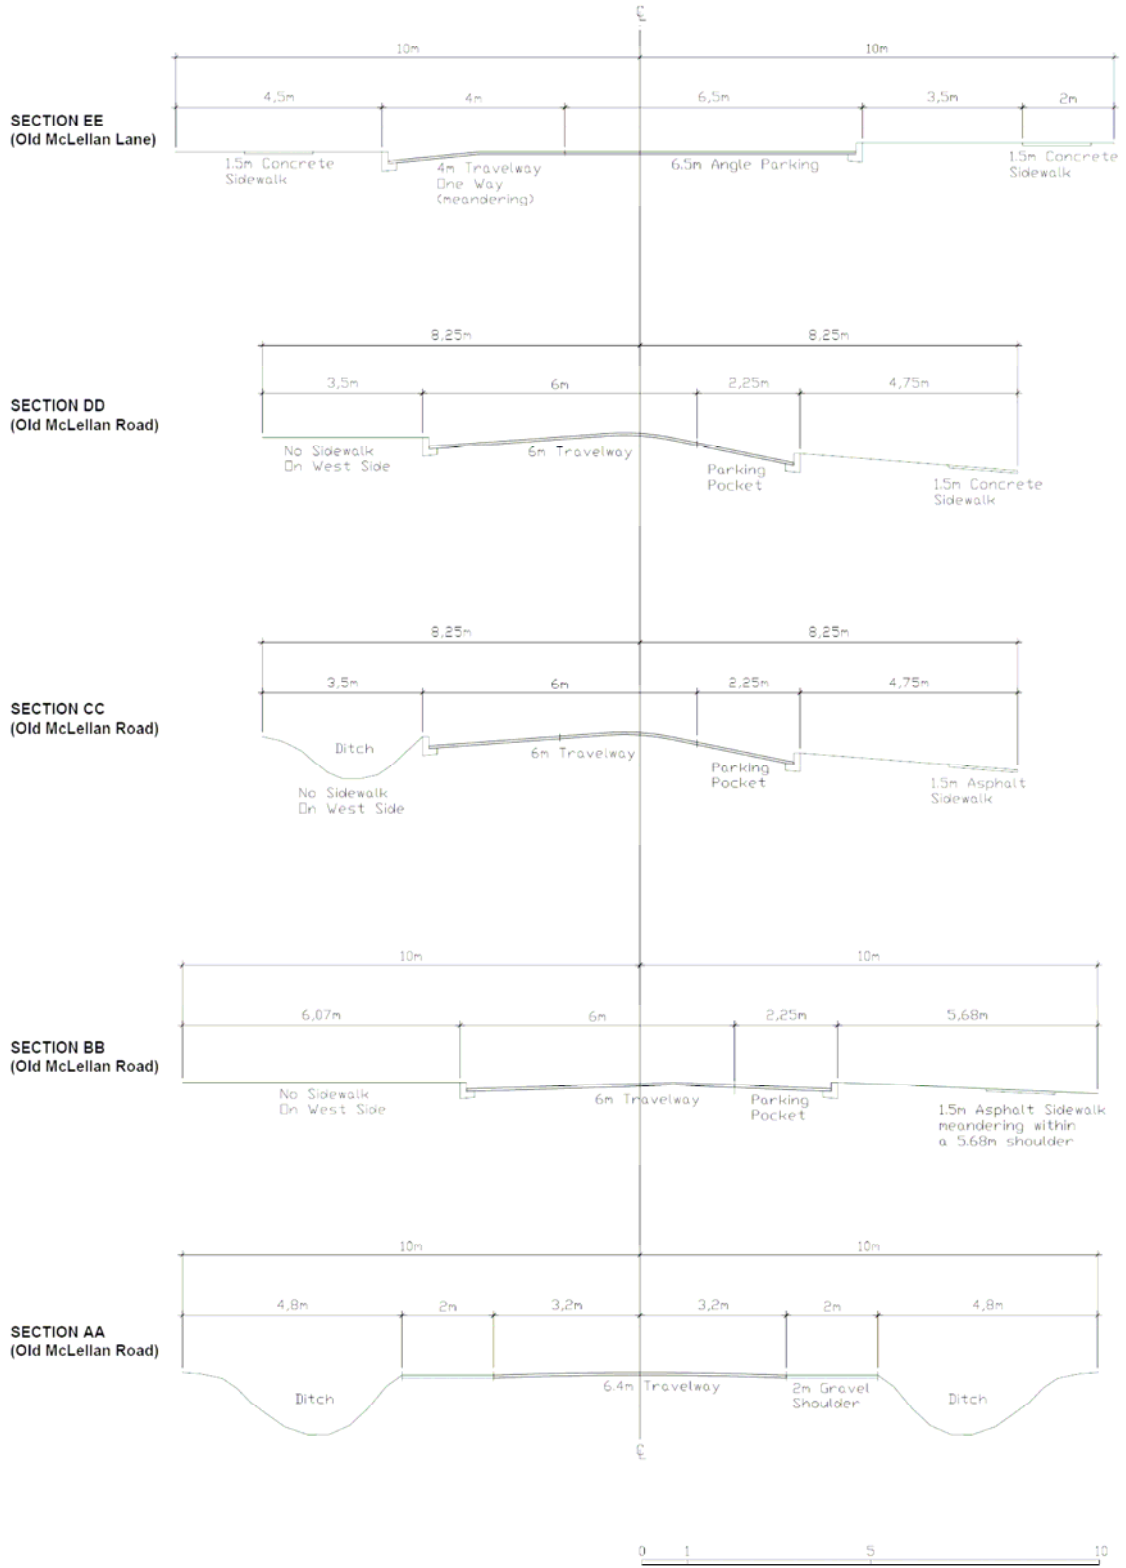 ℄
10m 10m
4,5m 4m 6,5m 3,5m 2m
SECTION EE
(Old McLellan Lane)
1.5m Concrete
Sidewalk
4m Travelway
One Way
(meandering)
6.5m Angle Parking
1.5m Concrete
Sidewalk
8,25m 8,25m
3,5m 6m 2,25m 4,75m
SECTION DD
(Old McLellan Road)
No Sidewalk
On West Side
6m Travelway
Parking
Pocket
1.5m Concrete
Sidewalk
8,25m 8,25m
3,5m 6m 2,25m 4,75m
SECTION CC
(Old McLellan Road)
Ditch
No Sidewalk
On West Side
6m Travelway
Parking
Pocket
1.5m Asphalt
Sidewalk
10m 10m
6,07m 6m 2,25m 5,68m
SECTION BB
(Old McLellan Road)
No Sidewalk
On West Side
6m Travelway
Parking
Pocket
1.5m Asphalt Sidewalk
meandering within
a 5.68m shoulder
10m 10m
4,8m 2m 3,2m 3,2m 2m 4,8m
SECTION AA
(Old McLellan Road)
Ditch
6.4m Travelway
2m Gravel
Shoulder
Ditch
℄
0 1 5 10